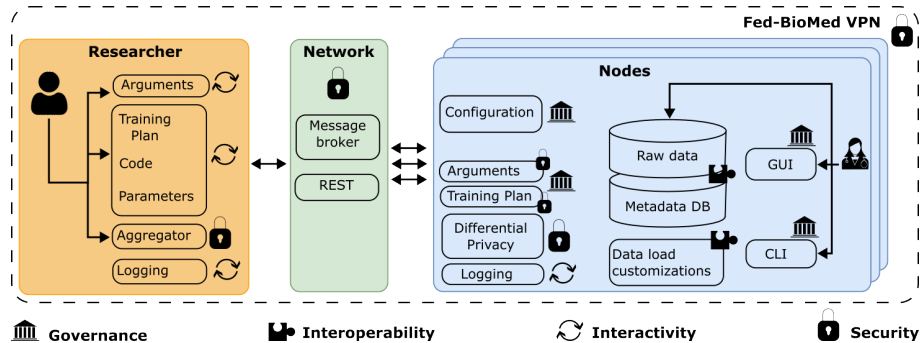 Fed-BioMed VPN
Researcher
Arguments
Training
Plan
Code
Parameters
Aggregator
Logging
Network
Message
broker
REST
Nodes
Configuration
Arguments
Training Plan
Differential
Privacy
Logging
Raw data
Metadata DB
Data load
customizations
GUI
CLI
Governance
Interoperability
Interactivity
Security